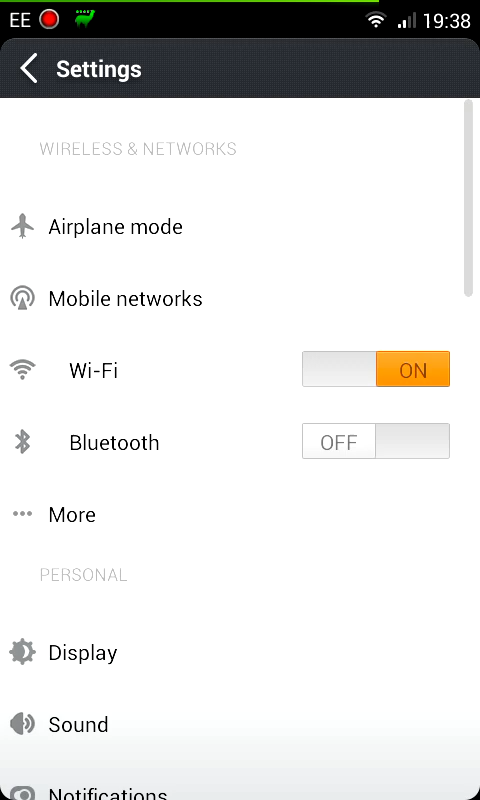 EE 19:38
Settings
WIRELESS & NETWORKS
Airplane mode
Mobile networks
Wi-Fi ON
Bluetooth OFF
More
PERSONAL
Display
Sound
Notifications